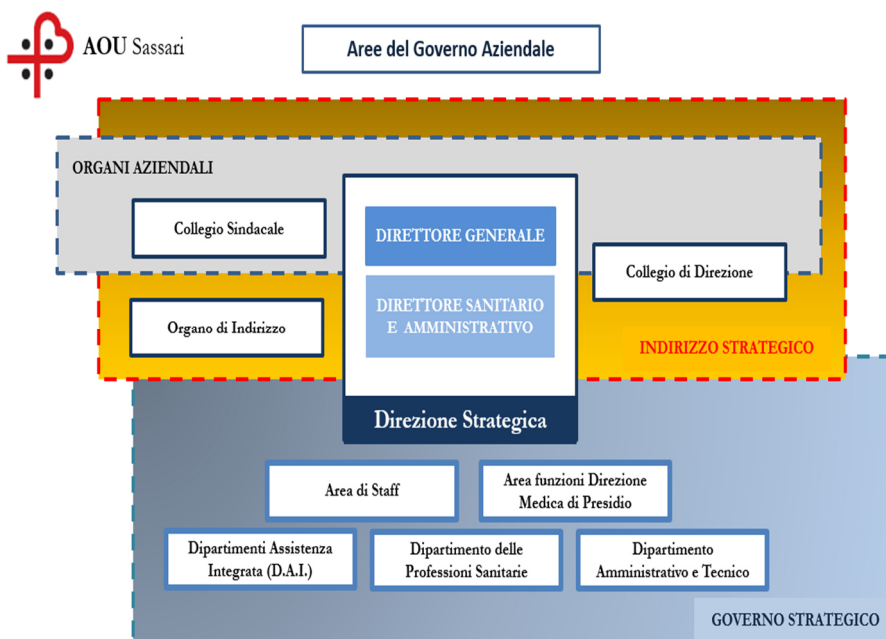 AOU Sassari
Aree del Governo Aziendale
ORGANI AZIENDALI
Collegio Sindacale
DIRETTORE GENERALE
Collegio di Direzione
DIRETTORE SANITARIO
E AMMINISTRATIVO
Organo di Indirizzo
INDIRIZZO STRATEGICO
Direzione Strategica
Area di Staff
Area funzioni Direzione
Medica di Presidio
Dipartimenti Assistenza
Integrata (D.A.I.)
Dipartimento delle
Professioni Sanitarie
Dipartimento
Amministrativo e Tecnico
GOVERNO STRATEGICO